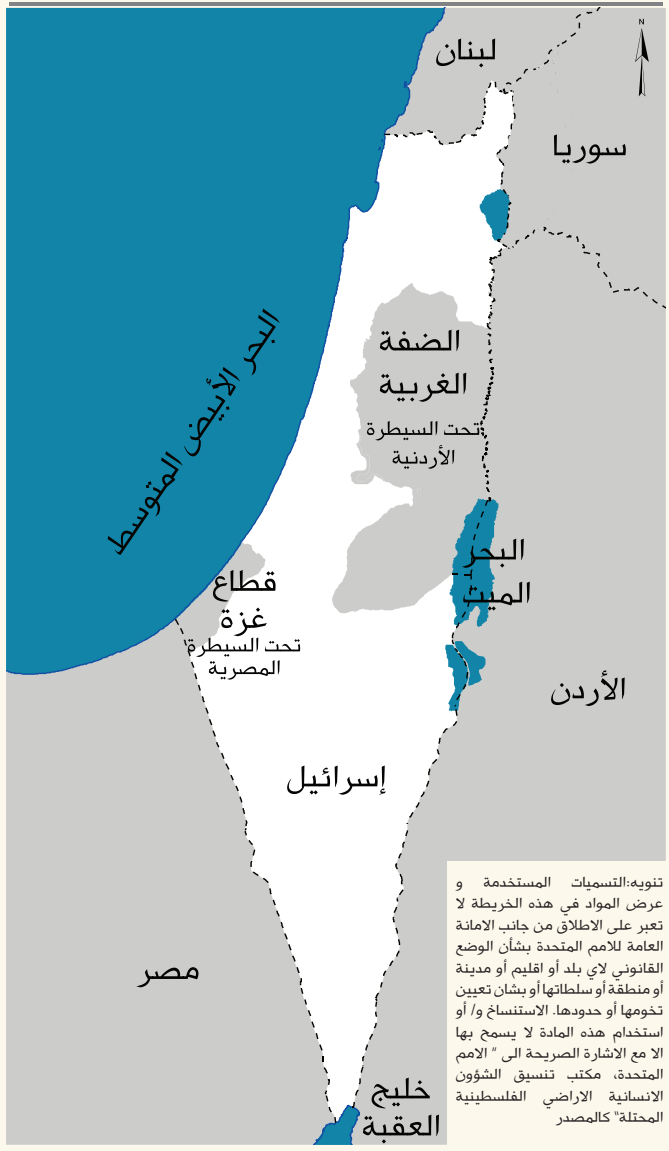 N
لبنان
سوريا
البحر الأبيض المتوسط
الضفة
الغربية
تحت السيطرة
الأردنية
البحر
الميت
قطاع
غزة
تحت السيطرة
المصرية
الأردن
إسرائيل
مصر
خليج
العقبة
تنويه:التسميات المستخدمة و
عرض المواد في هذه الخريطة لا
تعبر على الاطلاق من جانب الامانة
العامة للامم المتحدة بشأن الوضع
القانوني لاي بلد أو اقليم أو مدينة
أو منطقة أو سلطاتها أو بشان تعيين
تخومها أو حدودها. الاستنساخ و/ أو
استخدام هذه المادة لا يسمح بها
الا مع الاشارة الصريحة الى " الامم
المتحدة، مكتب تنسيق الشؤون
الانسانية الاراضي الفلسطينية
المحتلة" كالمصدر